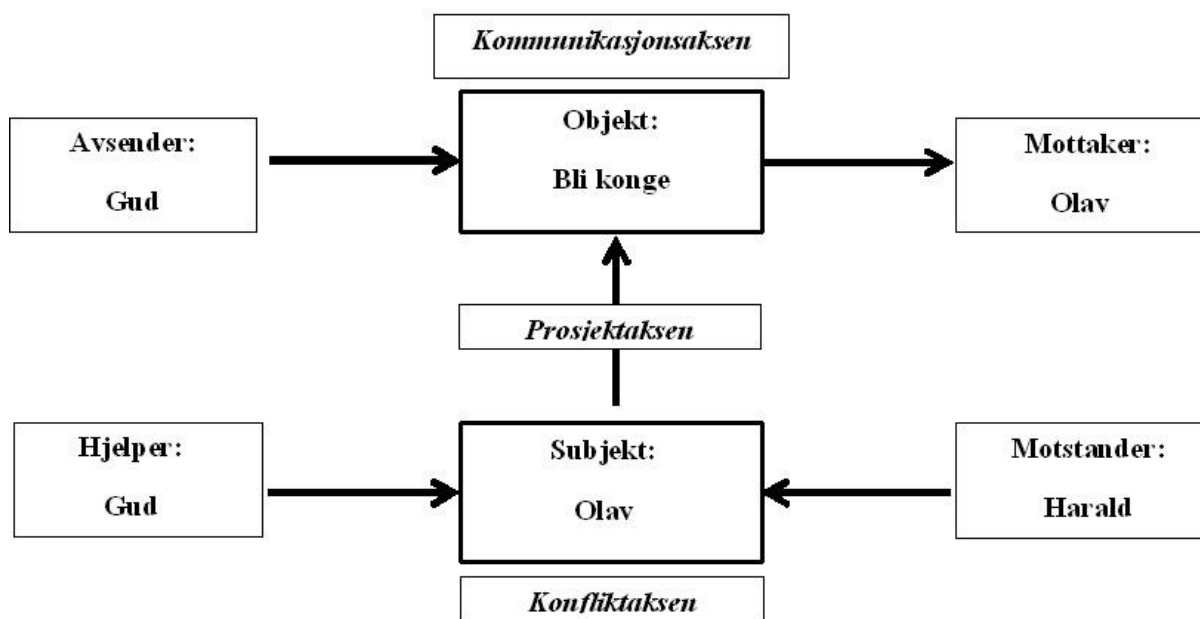 Kommunikasjonsaksen
Avsender:
Gud
Objekt:
Bli konge
Mottaker:
Olav
Prosjektaksen
Hjelper:
Gud
Subjekt:
Olav
Motstander:
Harald
Konfliktaksen